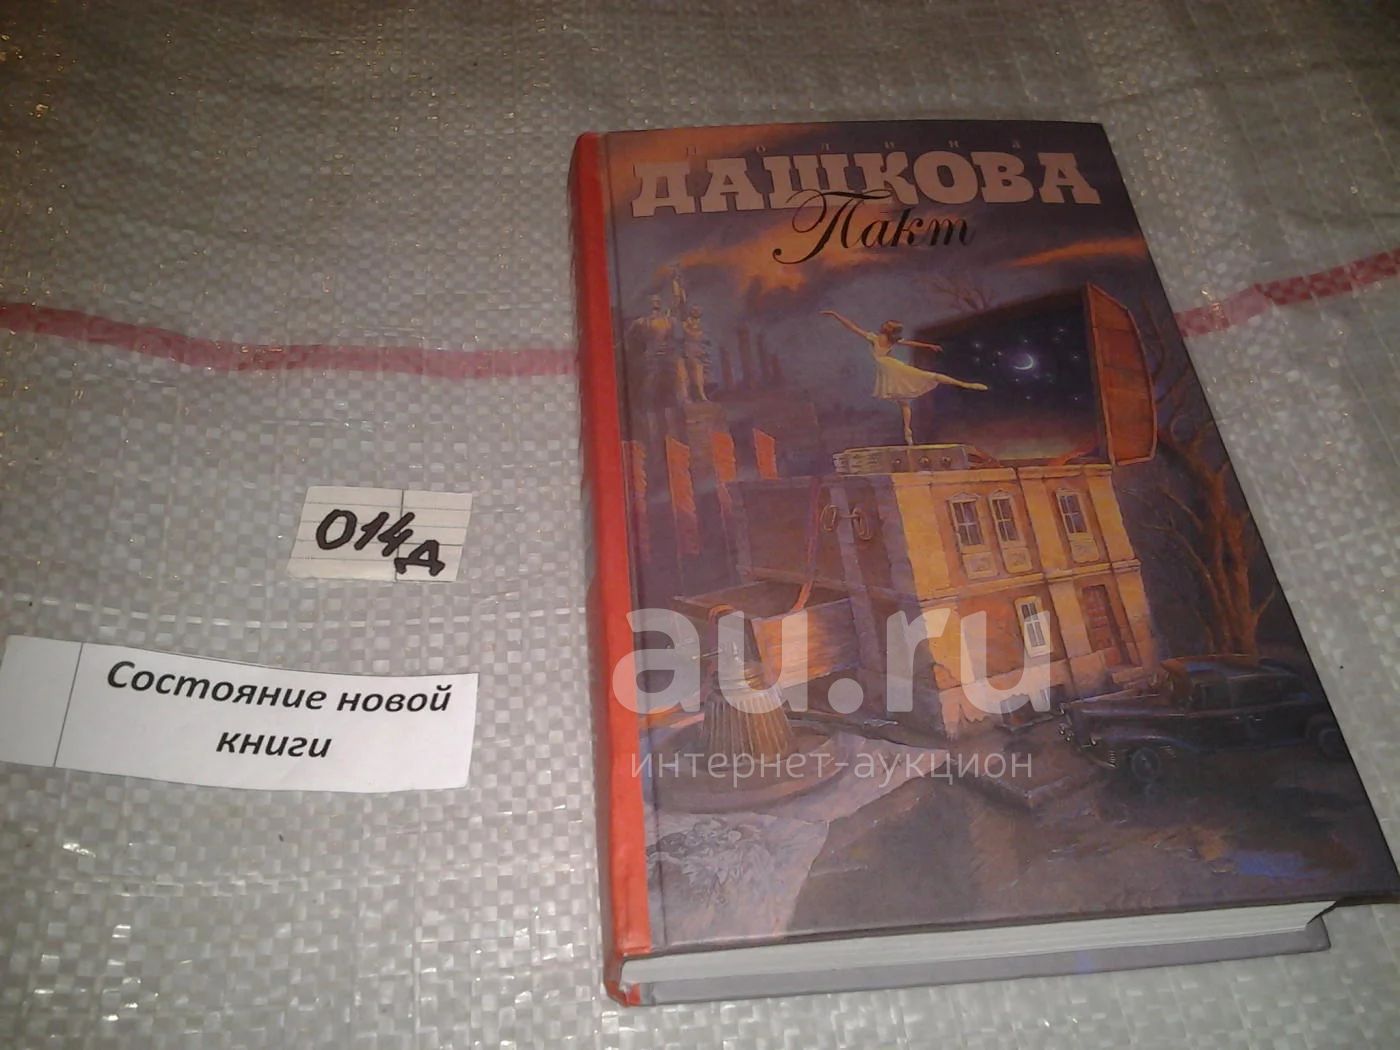 полина
ДАШКОВА
Пакт
014д
Состояние новой
книги
au.ru
интернет-аукцион